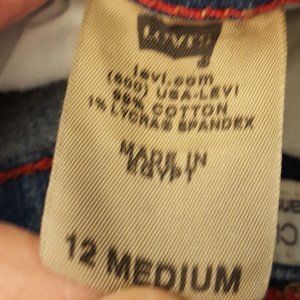 Levi's
levi.com
(800) USA-LEVI
99% COTTON
1% LYCRA® SPANDEX
MADE IN
EGYPT
12 MEDIUM